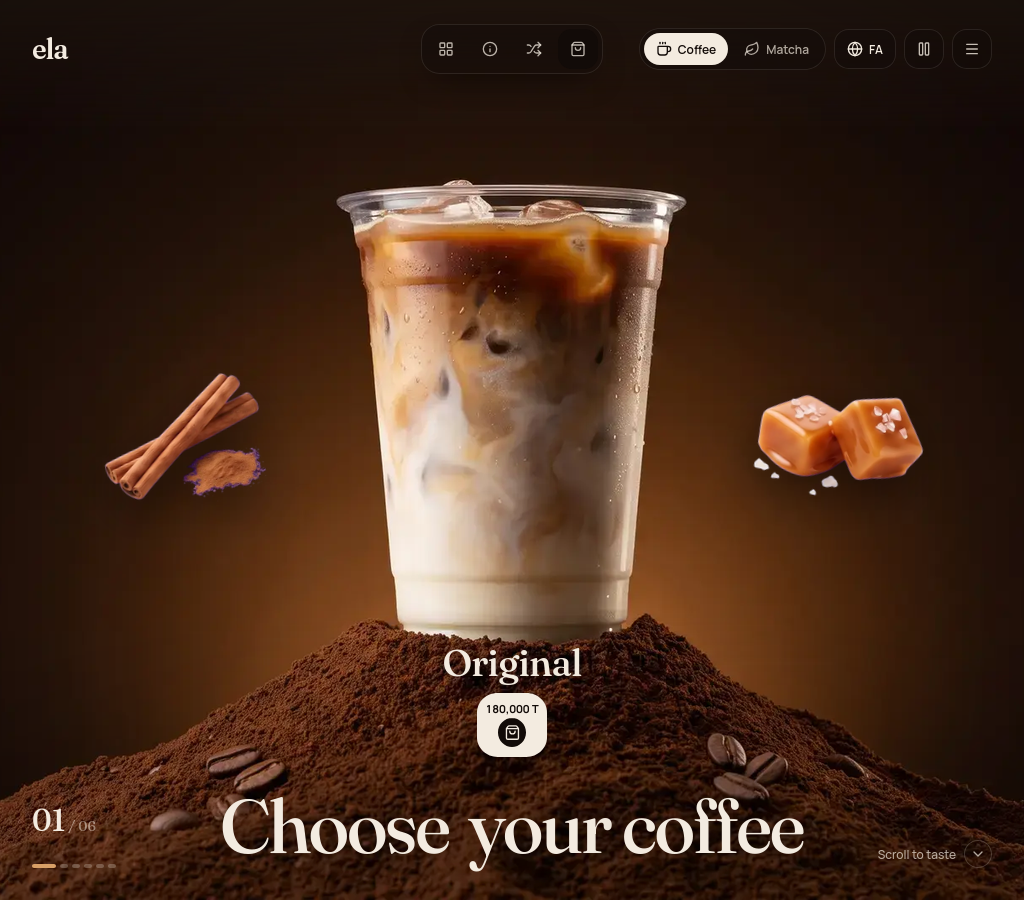 ela
Coffee
Matcha
FA
Original
180,000 T
01 / 06
Choose your coffee
Scroll to taste